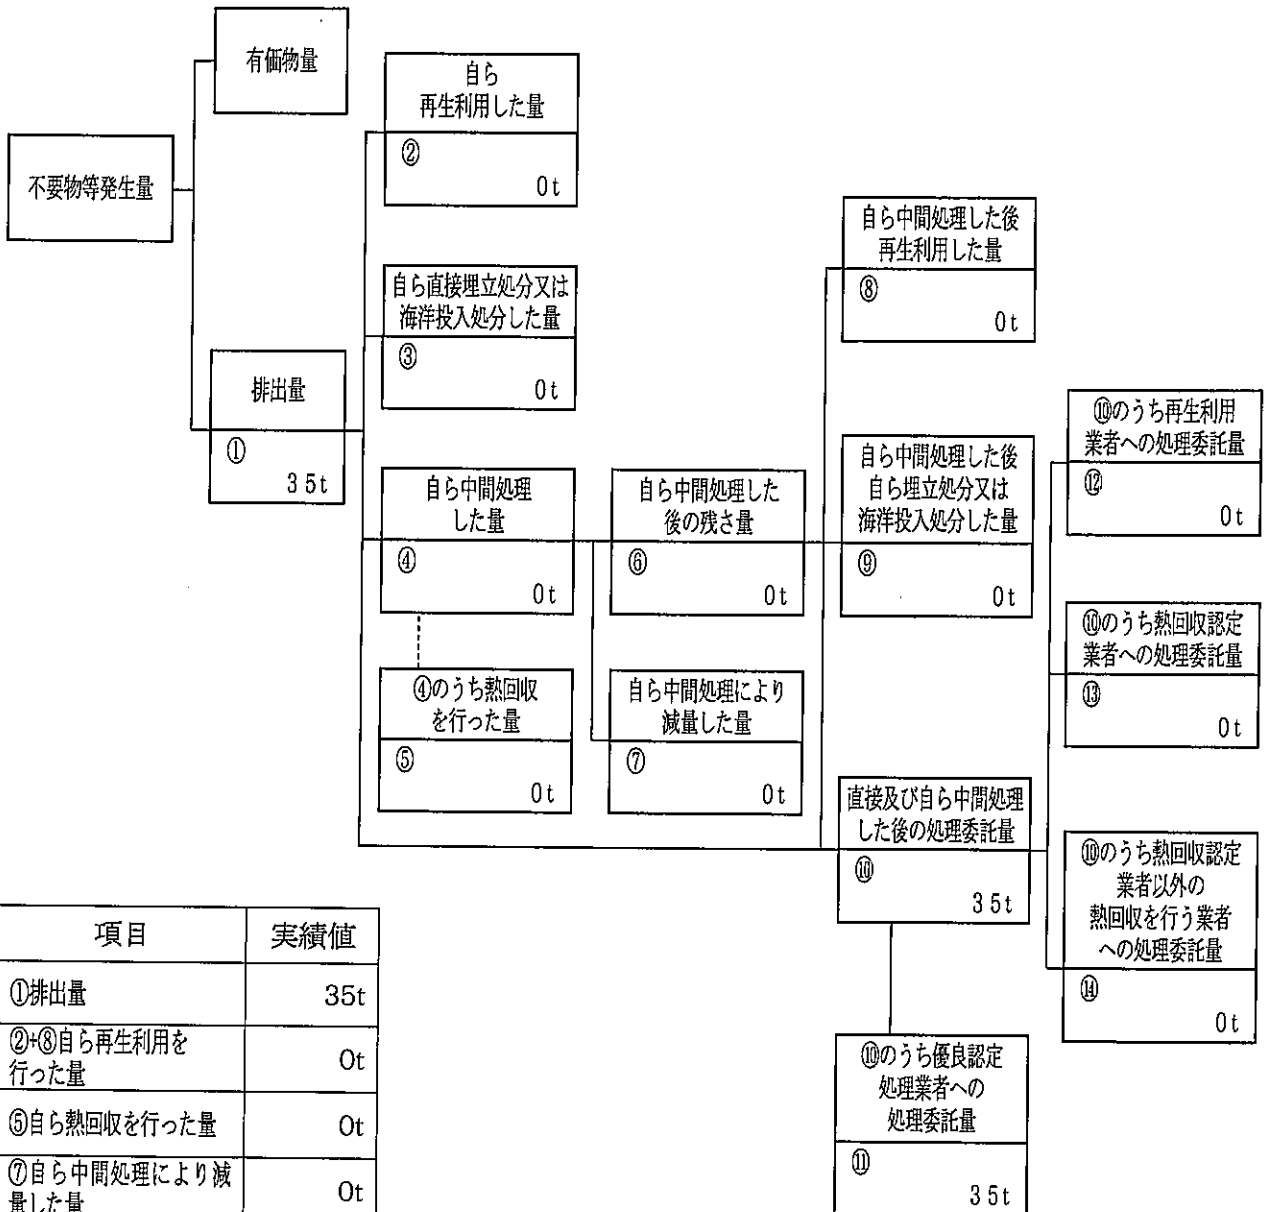 有価物量
不要物等発生量
排出量
①
35t
自ら
再生利用した量
②
0t
自ら直接埋立処分又は
海洋投入処分した量
③
0t
自ら中間処理
した量
④
0t
④のうち熱回収
を行った量
⑤
0t
自ら中間処理した
後の残さ量
⑥
0t
自ら中間処理により
減量した量
⑦
0t
自ら中間処理した後
再生利用した量
⑧
0t
自ら中間処理した後
自ら埋立処分又は
海洋投入処分した量
⑨
0t
直接及び自ら中間処理
した後の処理委託量
⑩
35t
⑩のうち優良認定
処理業者への
処理委託量
⑪
35t
⑩のうち再生利用
業者への処理委託量
⑫
0t
⑩のうち熱回収認定
業者への処理委託量
⑬
0t
⑩のうち熱回収認定
業者以外の
熱回収を行う業者
への処理委託量
⑭
0t
項目 実績値
①排出量 35t
②+⑧自ら再生利用を
行った量 0t
⑤自ら熱回収を行った量 0t
⑦自ら中間処理により減
量した量 0t